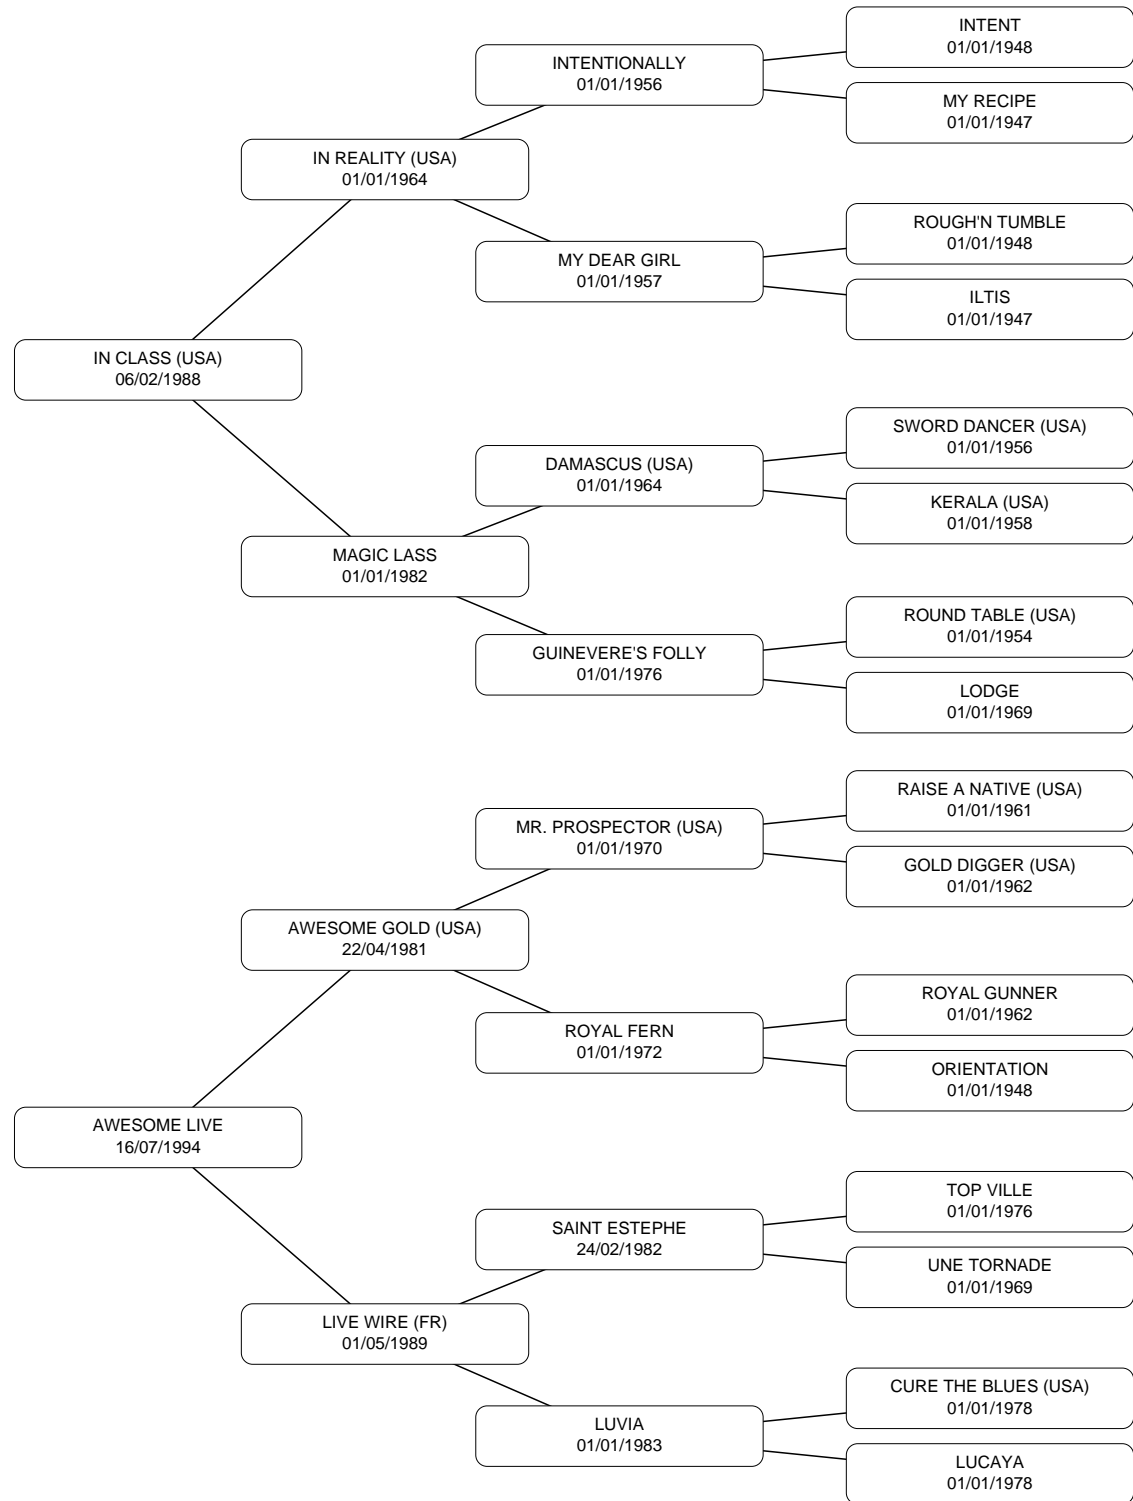 INTENT
01/01/1948
INTENTIONALLY
01/01/1956
MY RECIPE
01/01/1947
IN REALITY (USA)
01/01/1964
ROUGH'N TUMBLE
01/01/1948
MY DEAR GIRL
01/01/1957
ILTIS
01/01/1947
IN CLASS (USA)
06/02/1988
SWORD DANCER (USA)
01/01/1956
DAMASCUS (USA)
01/01/1964
KERALA (USA)
01/01/1958
MAGIC LASS
01/01/1982
ROUND TABLE (USA)
01/01/1954
GUINEVERE'S FOLLY
01/01/1976
LODGE
01/01/1969
RAISE A NATIVE (USA)
01/01/1961
MR. PROSPECTOR (USA)
01/01/1970
GOLD DIGGER (USA)
01/01/1962
AWESOME GOLD (USA)
22/04/1981
ROYAL GUNNER
01/01/1962
ROYAL FERN
01/01/1972
ORIENTATION
01/01/1948
AWESOME LIVE
16/07/1994
TOP VILLE
01/01/1976
SAINT ESTEPHE
24/02/1982
UNE TORNADE
01/01/1969
LIVE WIRE (FR)
01/05/1989
CURE THE BLUES (USA)
01/01/1978
LUVIA
01/01/1983
LUCAYA
01/01/1978